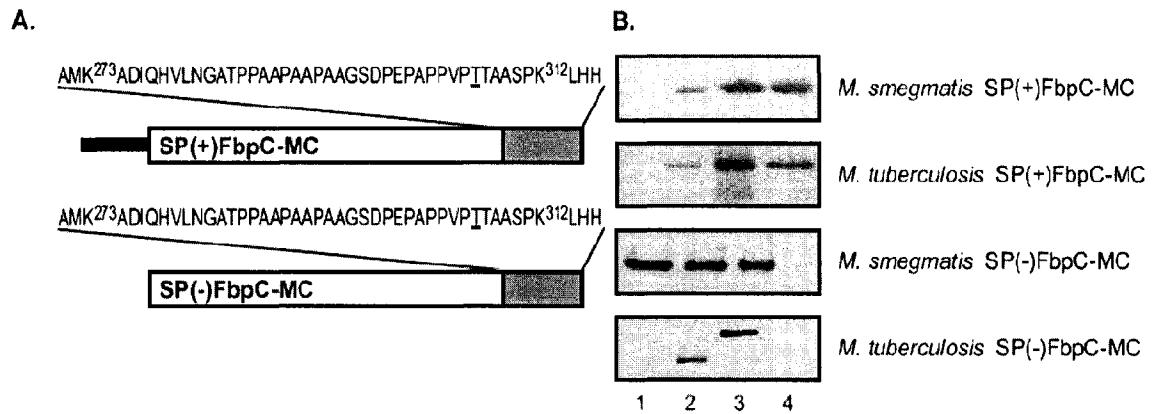 A.
AMK273ADIQHVLNGATPPAAPAAPAAGSDPEPAPPVPTTAASPK312LHH
SP(+)FbpC-MC
AMK273ADIQHVLNGATPPAAPAAPAAGSDPEPAPPVPTTAASPK312LHH
SP(-)FbpC-MC
B.
M. smegmatis SP(+)FbpC-MC
M. tuberculosis SP(+)FbpC-MC
M. smegmatis SP(-)FbpC-MC
M. tuberculosis SP(-)FbpC-MC
1 2 3 4